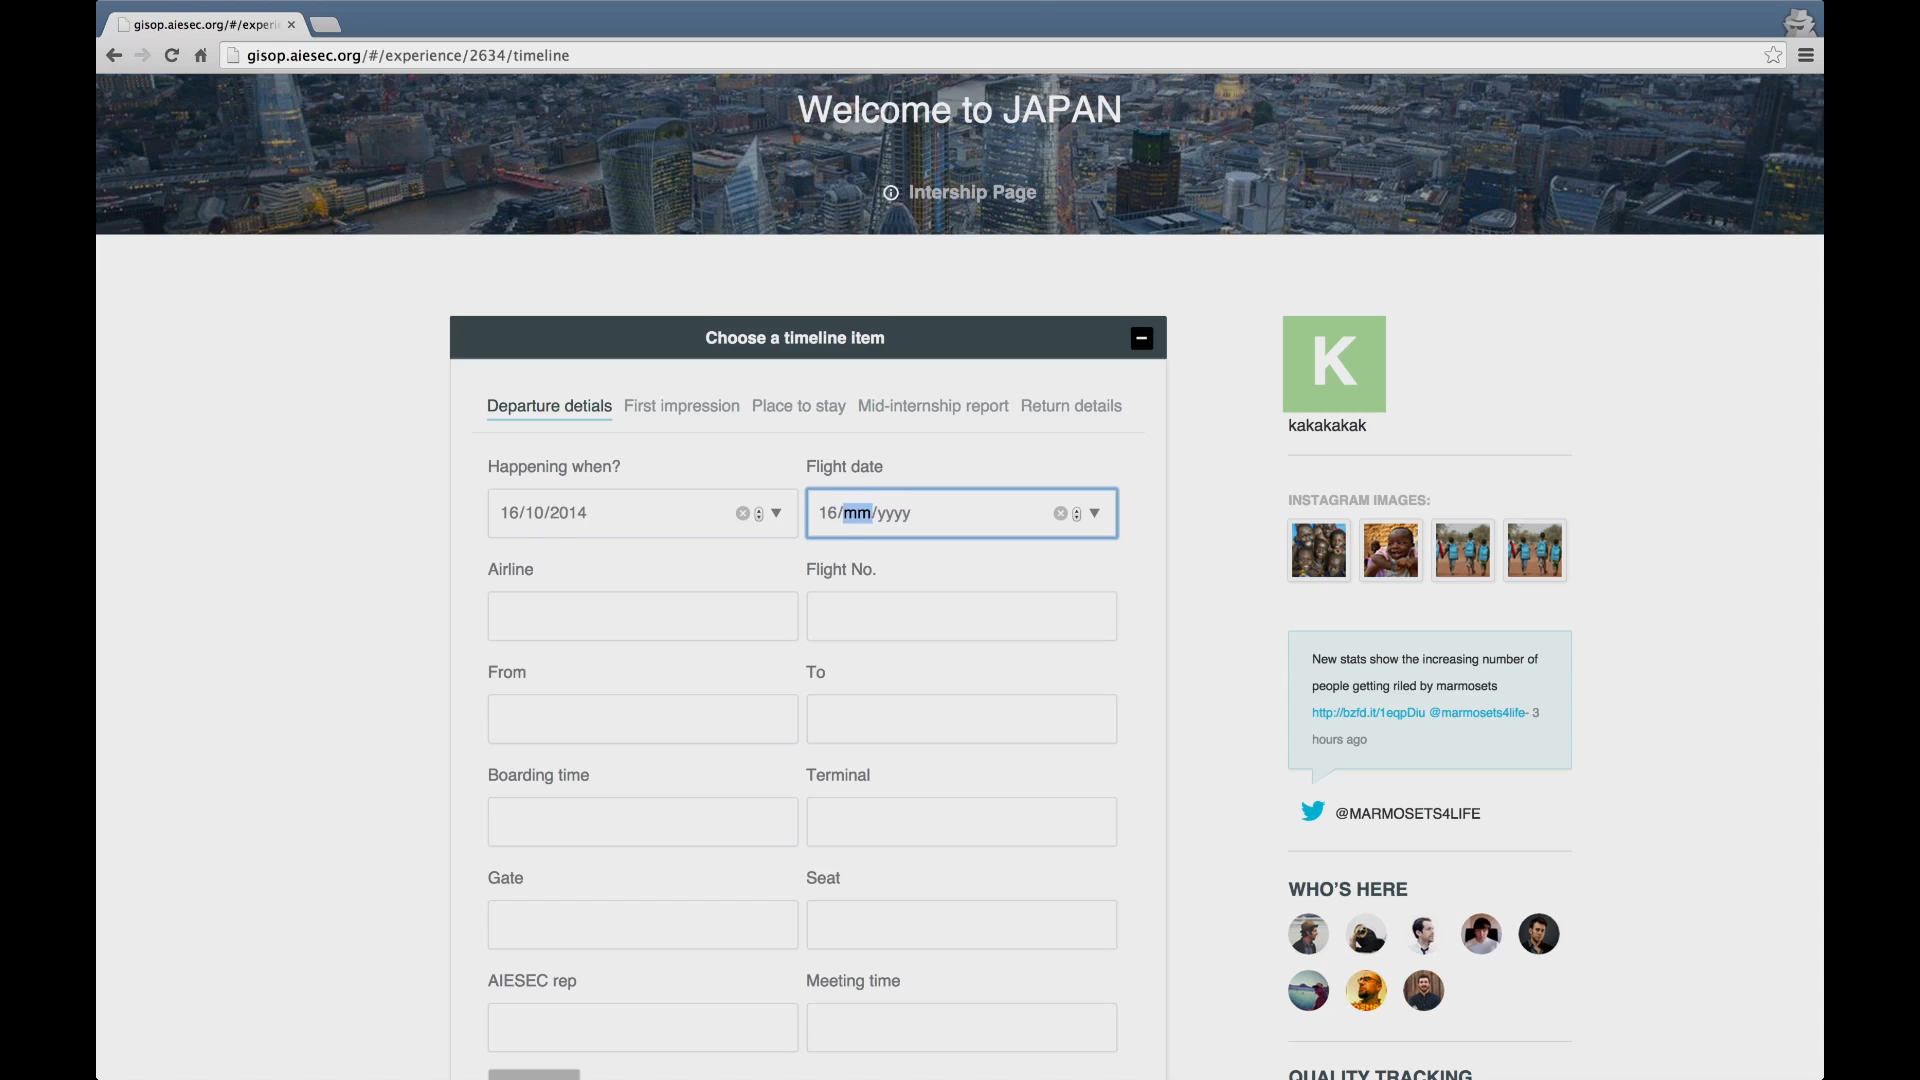 gisop.aiesec.org/#/experi
gisop.aiesec.org/#/experience/2634/timeline
Welcome to JAPAN
Intership Page
Choose a timeline item
Departure detials First impression Place to stay Mid-internship report Return details
Happening when? Flight date
16/10/2014 16/mm/yyyy
Airline Flight No.
From To
Boarding time Terminal
Gate Seat
AIESEC rep Meeting time
K
kakakakak
INSTAGRAM IMAGES:
New stats show the increasing number of
people getting riled by marmosets
http://bzfd.it/1eqpDiu @marmosets4life- 3
hours ago
@MARMOSETS4LIFE
WHO'S HERE
QUALITY TRACKING